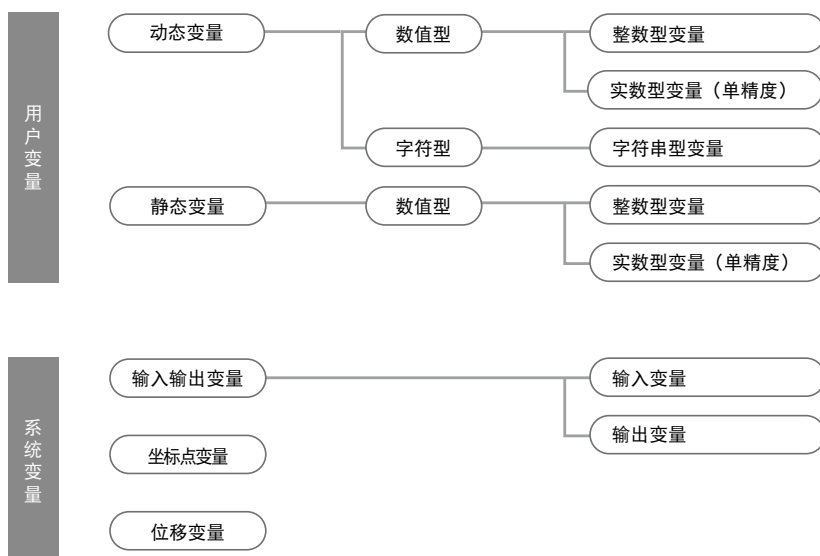 用户变量
动态变量
数值型
整数型变量
实数型变量（单精度）
字符型
字符串型变量
静态变量
数值型
整数型变量
实数型变量（单精度）
系统变量
输入输出变量
输入变量
输出变量
坐标点变量
位移变量